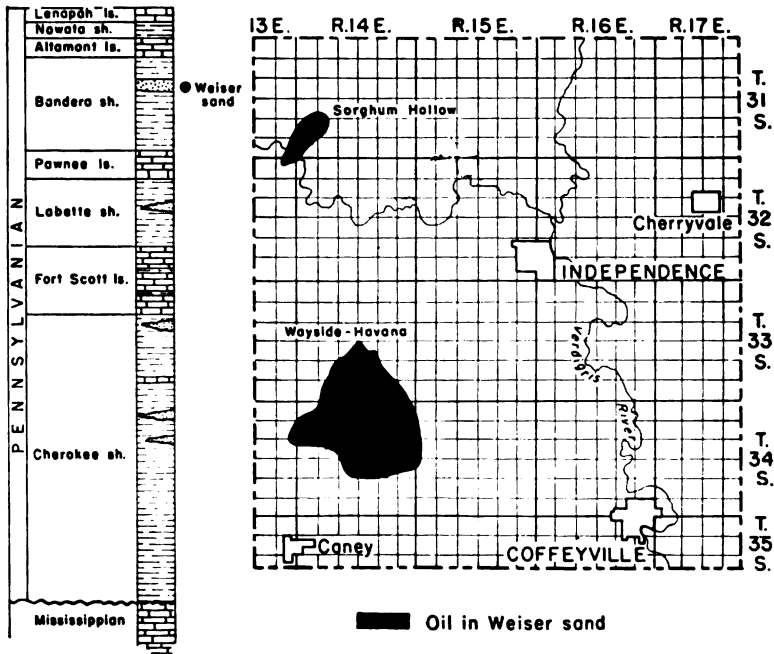 Lenapah ls.
Nowata sh.
Altamont ls.
Bandera sh.
Pawnee ls.
Labette sh.
Fort Scott ls.
Cherokee sh.
Mississippian
PENNSYLVANIAN
Weiser
sand
13 E. R.14 E. R.15 E. R.16 E. R.17 E.
T.
31
S.
T.
32
S.
T.
33
S.
T.
34
S.
T.
35
S.
Sorghum Hollow
Cherryvale
INDEPENDENCE
Wayside-Havana
Verdigris
River
Caney
COFFEYVILLE
Oil in Weiser sand